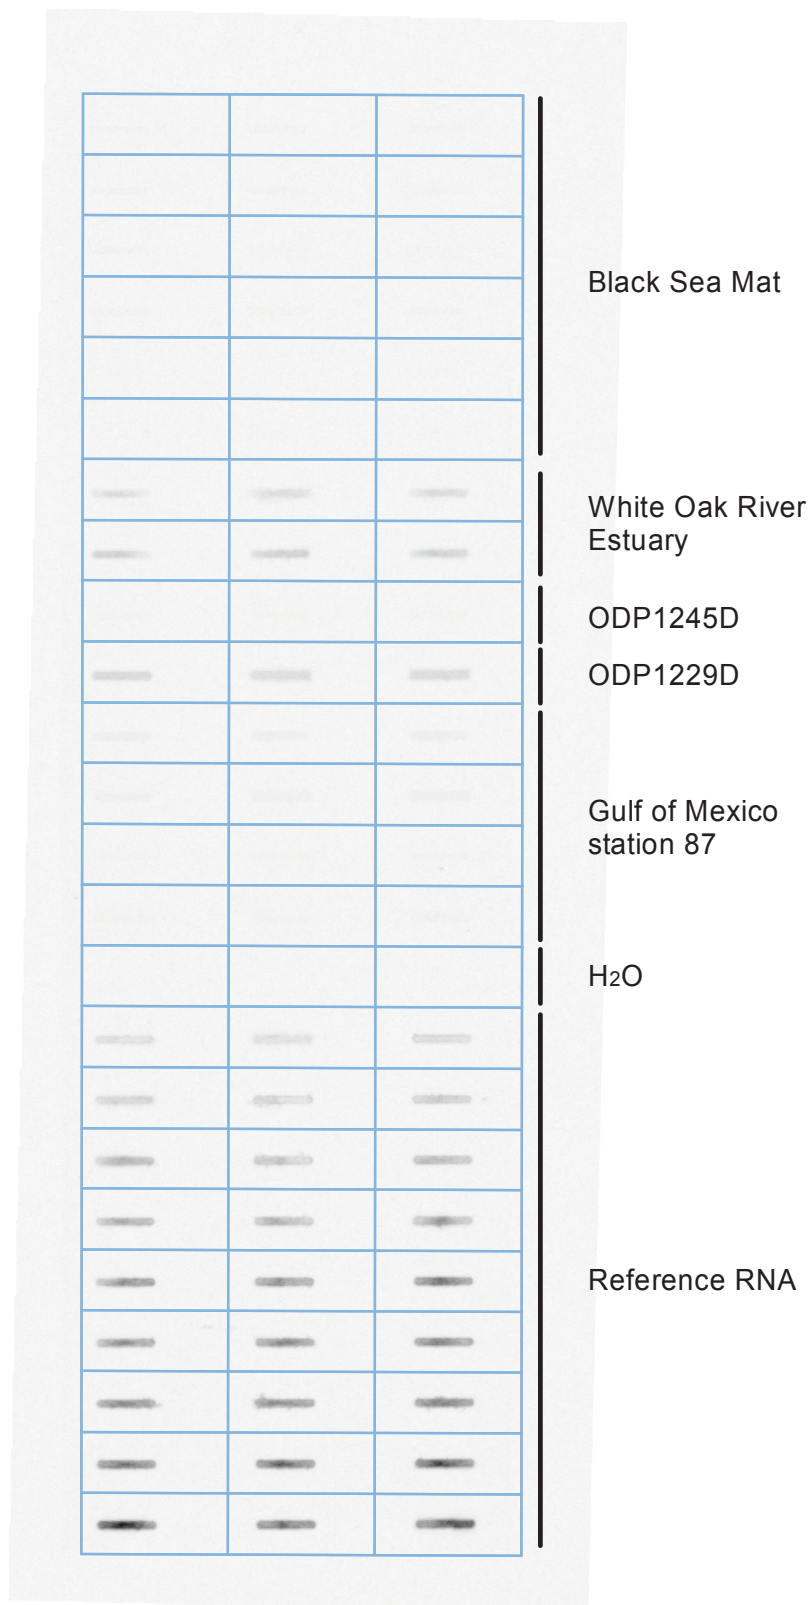 Black Sea Mat
White Oak River
Estuary
ODP1245D
ODP1229D
Gulf of Mexico
station 87
H2O
Reference RNA